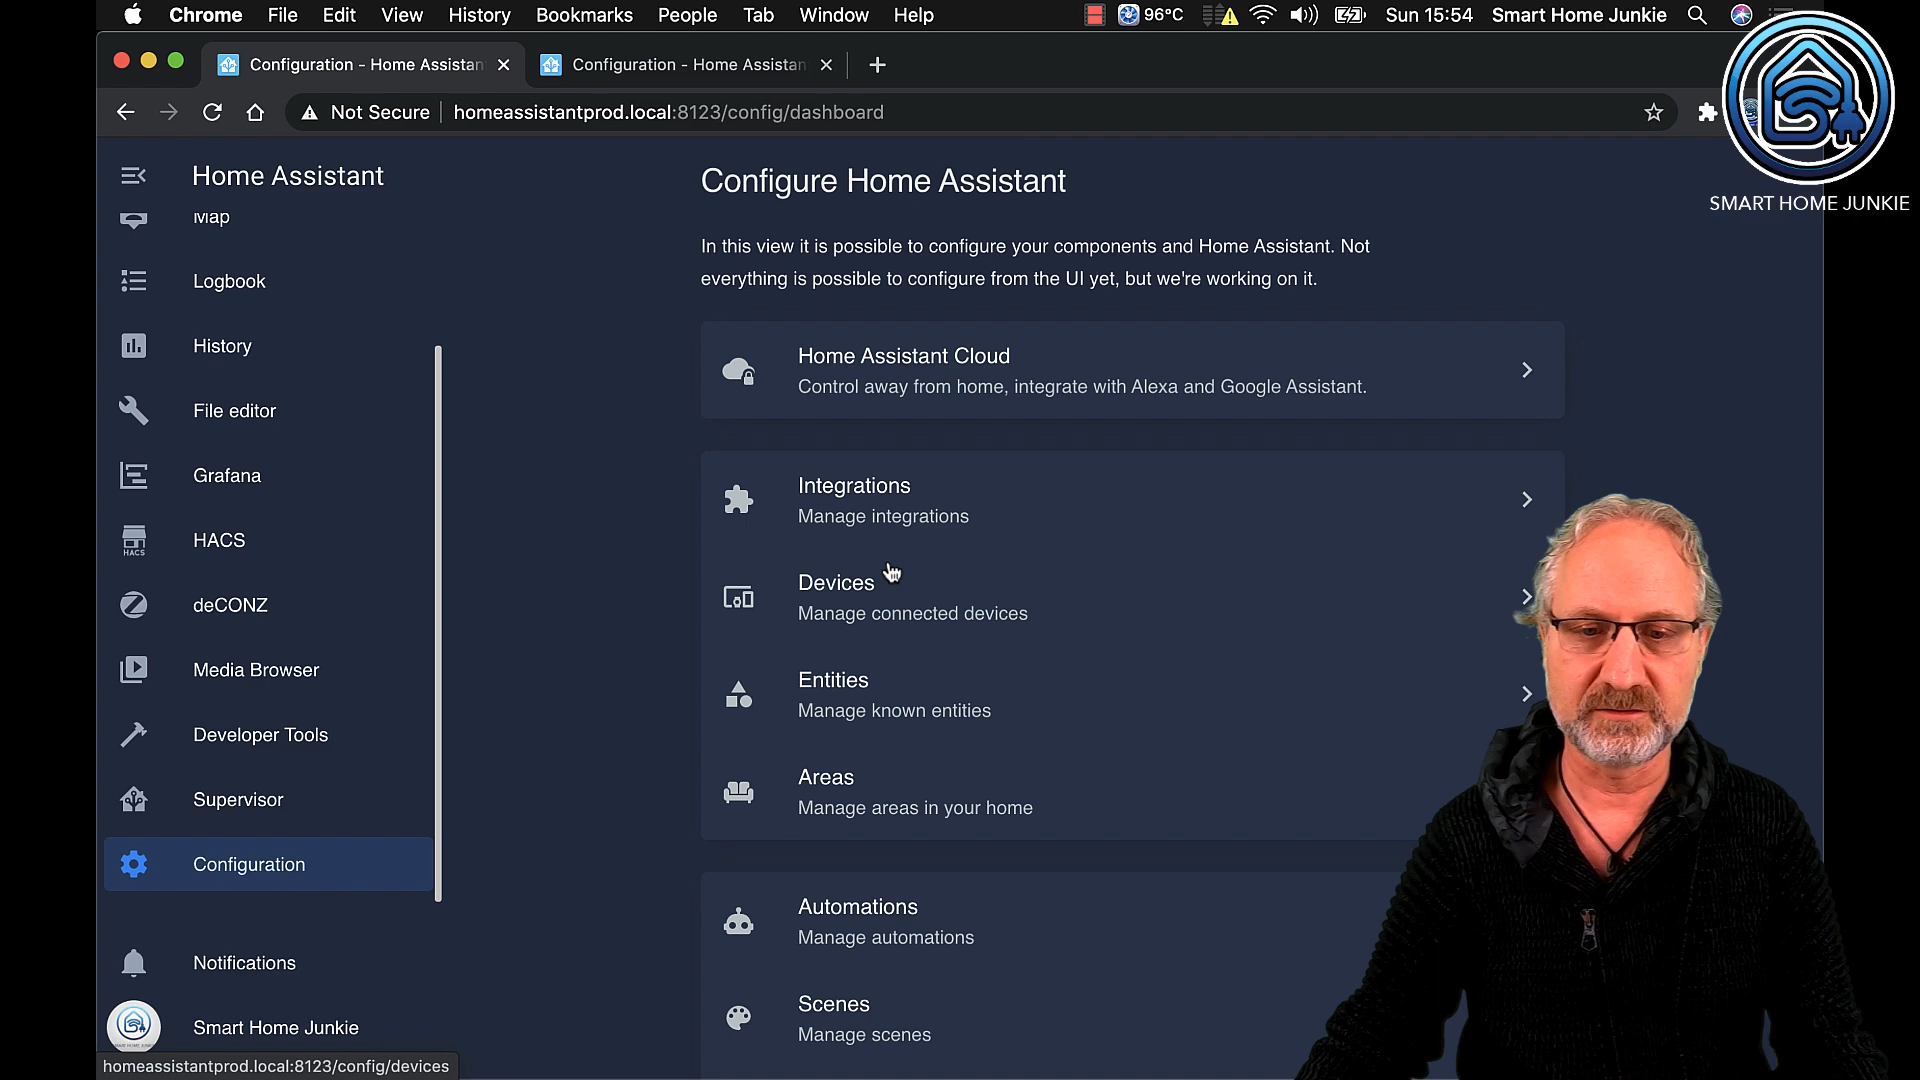 Chrome File Edit View History Bookmarks People Tab Window Help 96°C Sun 15:54 Smart Home Junkie
Configuration - Home Assistan Configuration - Home Assistan
Not Secure homeassistantprod.local:8123/config/dashboard
SMART HOME JUNKIE
Home Assistant
Map
Logbook
History
File editor
Grafana
HACS
HACS
deCONZ
Media Browser
Developer Tools
Supervisor
Configuration
Notifications
Smart Home Junkie
homeassistantprod.local:8123/config/devices
Configure Home Assistant
In this view it is possible to configure your components and Home Assistant. Not
everything is possible to configure from the UI yet, but we're working on it.
Home Assistant Cloud
Control away from home, integrate with Alexa and Google Assistant.
Integrations
Manage integrations
Devices
Manage connected devices
Entities
Manage known entities
Areas
Manage areas in your home
Automations
Manage automations
Scenes
Manage scenes